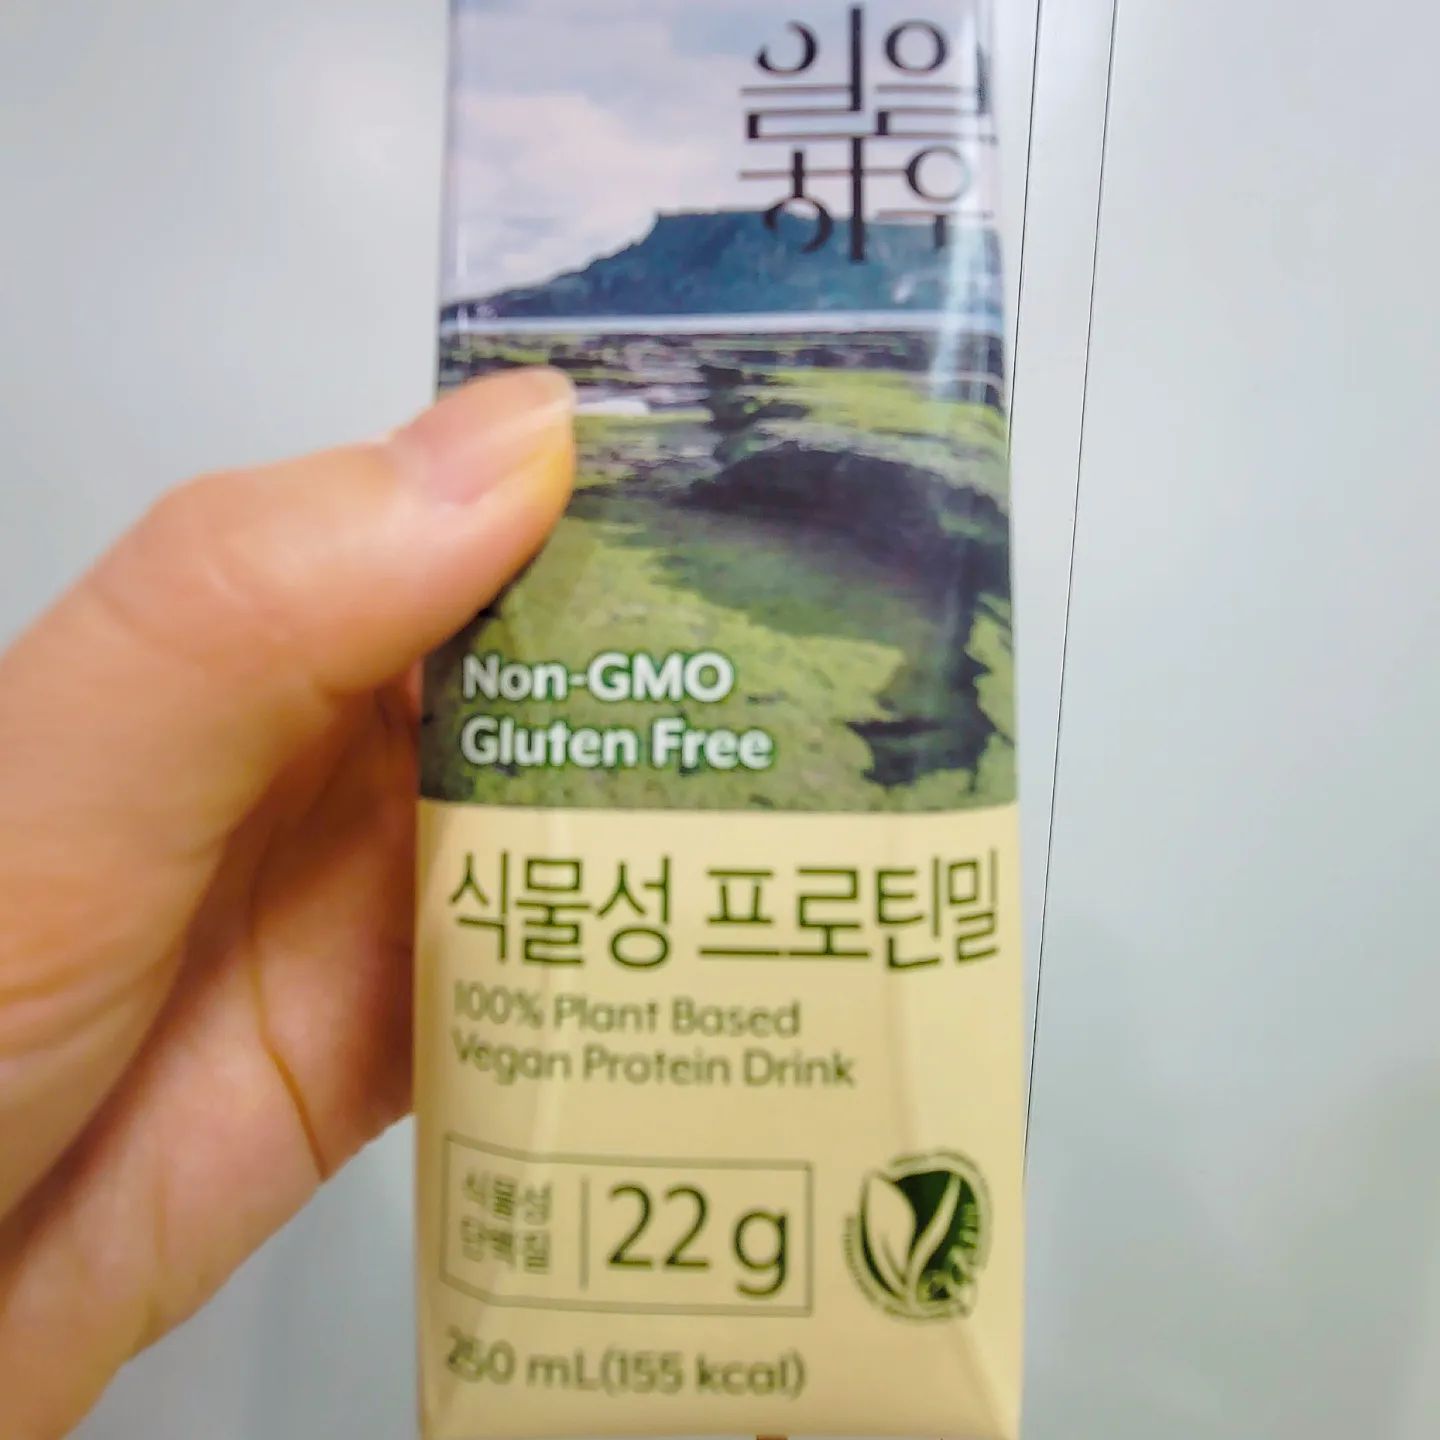 일일
하우
Non-GMO
Gluten Free
식물성 프로틴밀
100% Plant Based
Vegan Protein Drink
식물성
단백질
22 g
250 mL(155 kcal)